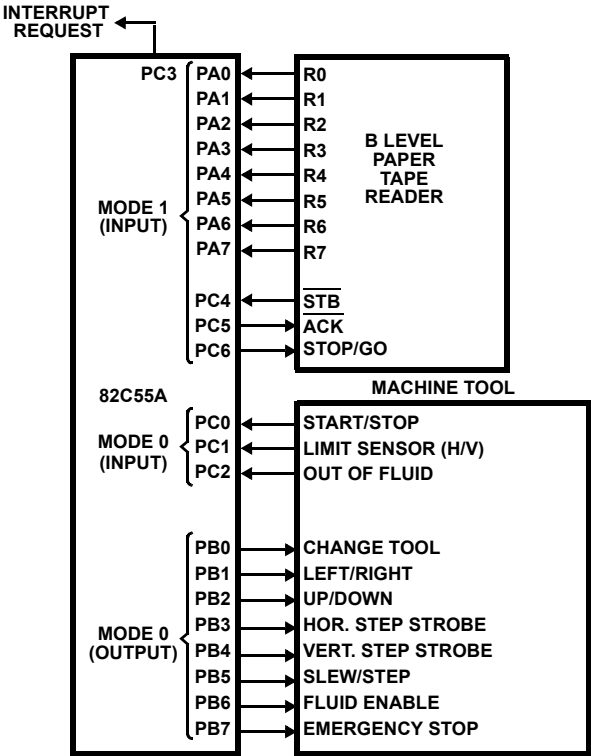 INTERRUPT
REQUEST
PC3 PA0 R0
PA1 R1
PA2 R2
PA3 R3
PA4 R4
PA5 R5
PA6 R6
PA7 R7
B LEVEL
PAPER
TAPE
READER
MODE 1
(INPUT)
PC4 STB
PC5 ACK
PC6 STOP/GO
82C55A
MACHINE TOOL
MODE 0
(INPUT)
PC0 START/STOP
PC1 LIMIT SENSOR (H/V)
PC2 OUT OF FLUID
MODE 0
(OUTPUT)
PB0 CHANGE TOOL
PB1 LEFT/RIGHT
PB2 UP/DOWN
PB3 HOR. STEP STROBE
PB4 VERT. STEP STROBE
PB5 SLEW/STEP
PB6 FLUID ENABLE
PB7 EMERGENCY STOP